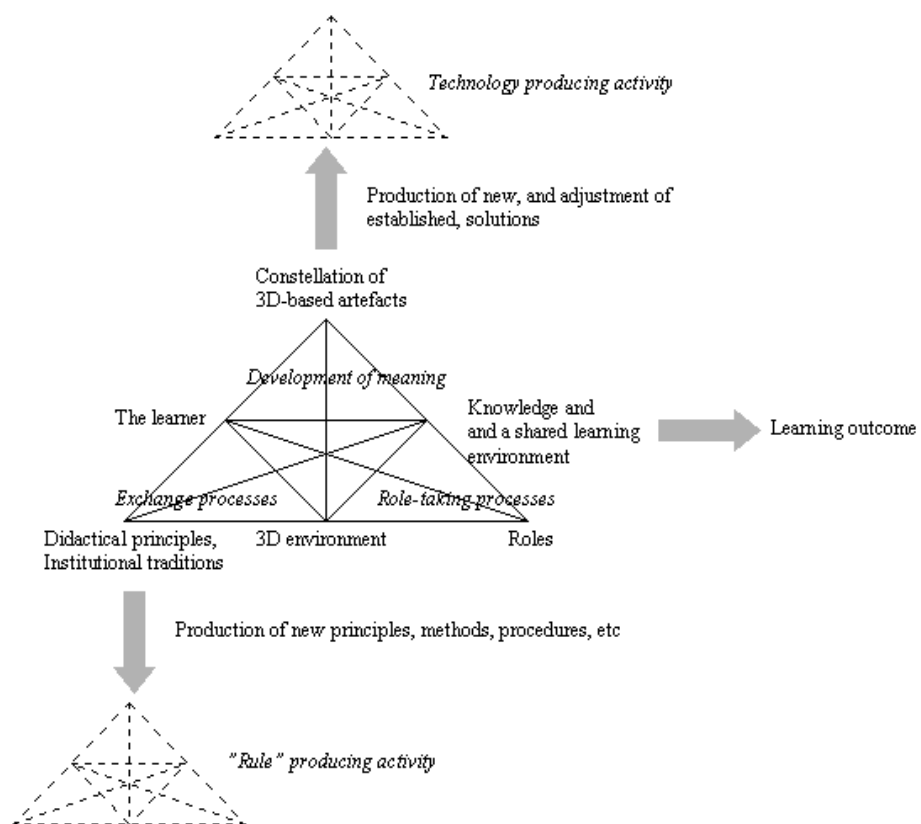 Technology producing activity
Production of new, and adjustment of
established, solutions
Constellation of
3D-based artefacts
Development of meaning
The learner
Knowledge and
and a shared learning
environment
Learning outcome
Exchange processes
Role-taking processes
Didactical principles,
Institutional traditions
3D environment
Roles
Production of new principles, methods, procedures, etc
"Rule" producing activity